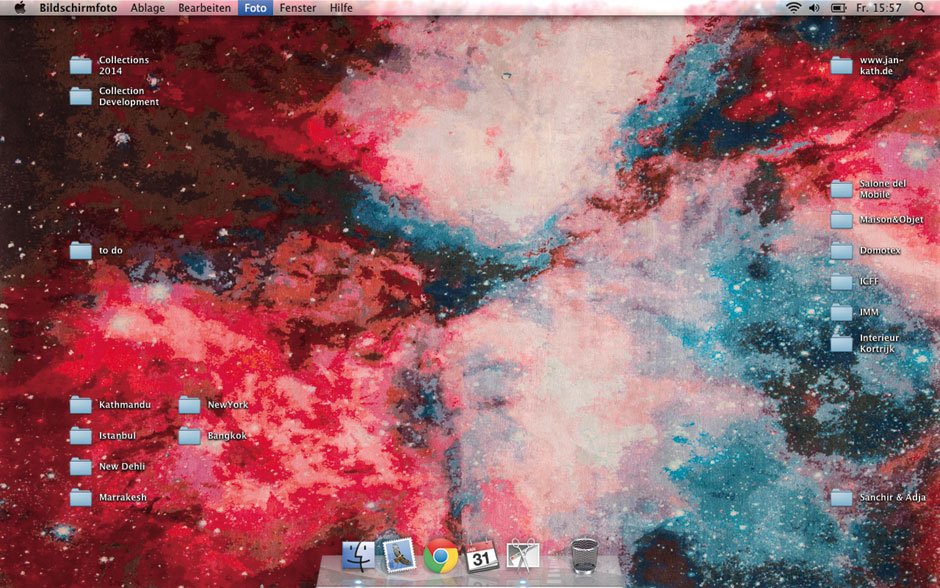 Bildschirmfoto Ablage Bearbeiten Foto Fenster Hilfe Fr. 15:57
Collections
2014
Collection
Development
to do
Kathmandu
Istanbul
New Dehli
Marrakesh
NewYork
Bangkok
www.jan-
kath.de
Salone del
Mobile
Maison&Objet
Domotex
ICFF
IMM
Interieur
Kortrijk
Sanchir & Adja
31